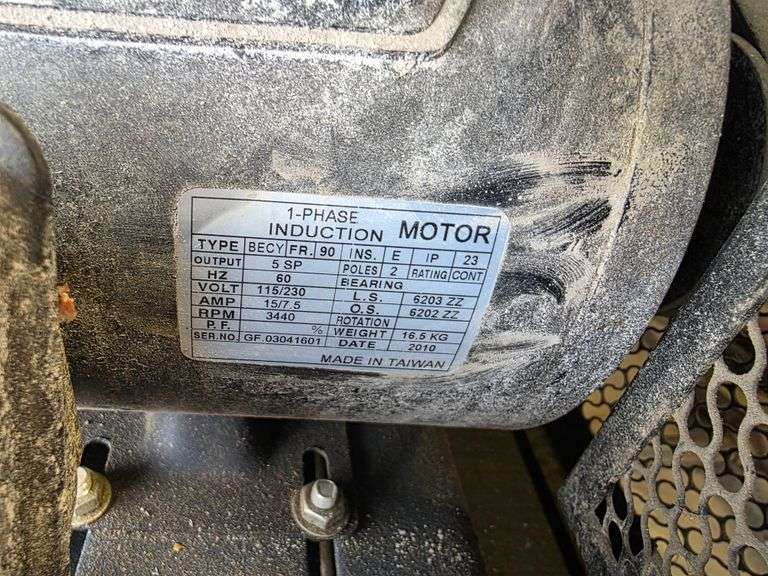 1-PHASE
INDUCTION MOTOR
TYPE BECY FR. 90 INS. E IP 23
OUTPUT 5 SP POLES 2 RATING CONT
HZ 60 BEARING
VOLT 115/230 L.S. 6203 ZZ
AMP 15/7.5 O.S. 6202 ZZ
RPM 3440 ROTATION
P.F. % WEIGHT 16.5 KG
SER.NO. GF.03041601 DATE 2010
MADE IN TAIWAN